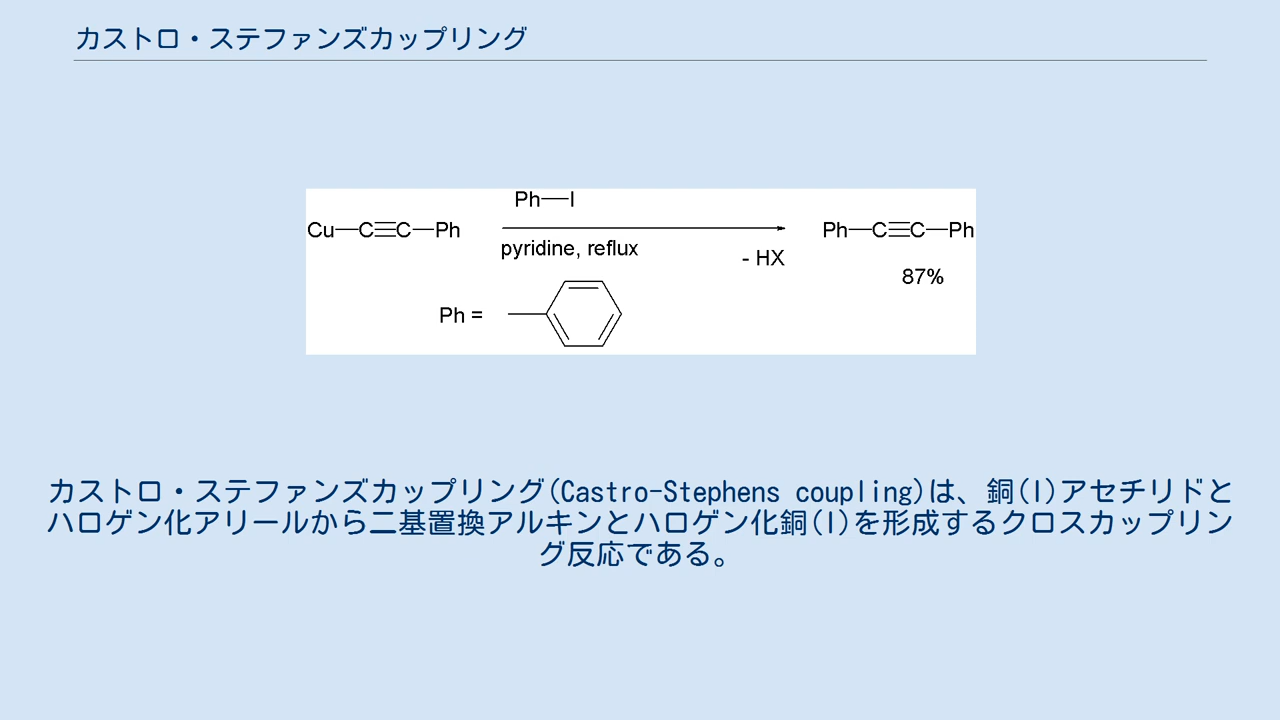 カストロ・ステファンズカップリング
Ph—I
Cu—C≡C—Ph
Ph—C≡C—Ph
pyridine, reflux
- HX
87%
Ph =
カストロ・ステファンズカップリング(Castro-Stephens coupling)は、銅(I)アセチリドと
ハロゲン化アリールから二基置換アルキンとハロゲン化銅(I)を形成するクロスカップリン
グ反応である。